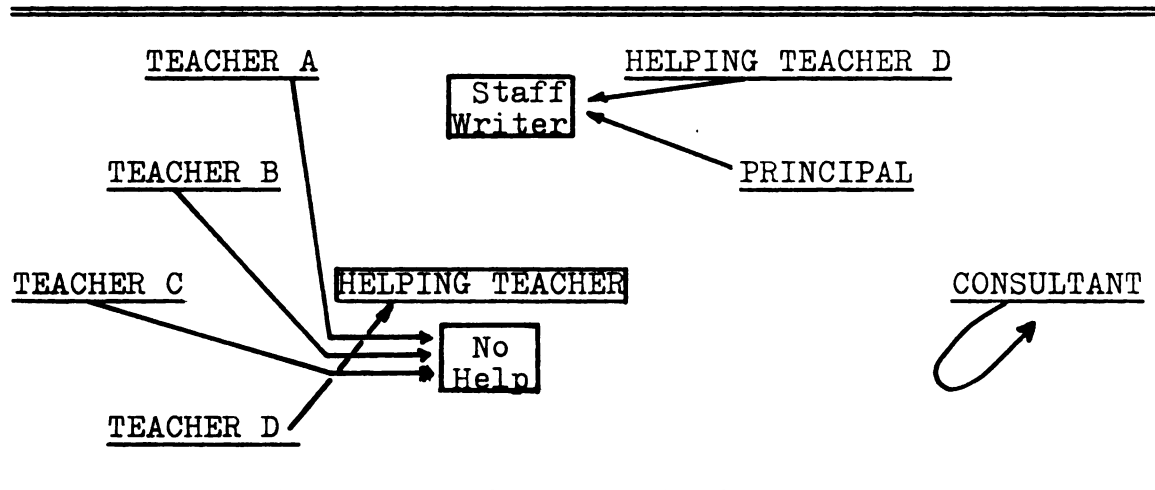 TEACHER A
HELPING TEACHER D
Staff
Writer
TEACHER B
PRINCIPAL
TEACHER C
HELPING TEACHER
CONSULTANT
No
Help
TEACHER D